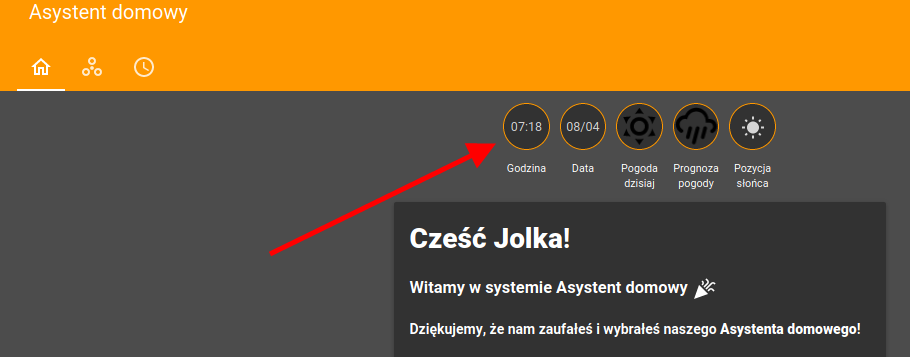 Asystent domowy
07:18
08/04
Godzina
Data
Pogoda
dzisiaj
Prognoza
pogody
Pozycja
słońca
Cześć Jolka!
Witamy w systemie Asystent domowy
Dziękujemy, że nam zaufałeś i wybrałeś naszego Asystenta domowego!